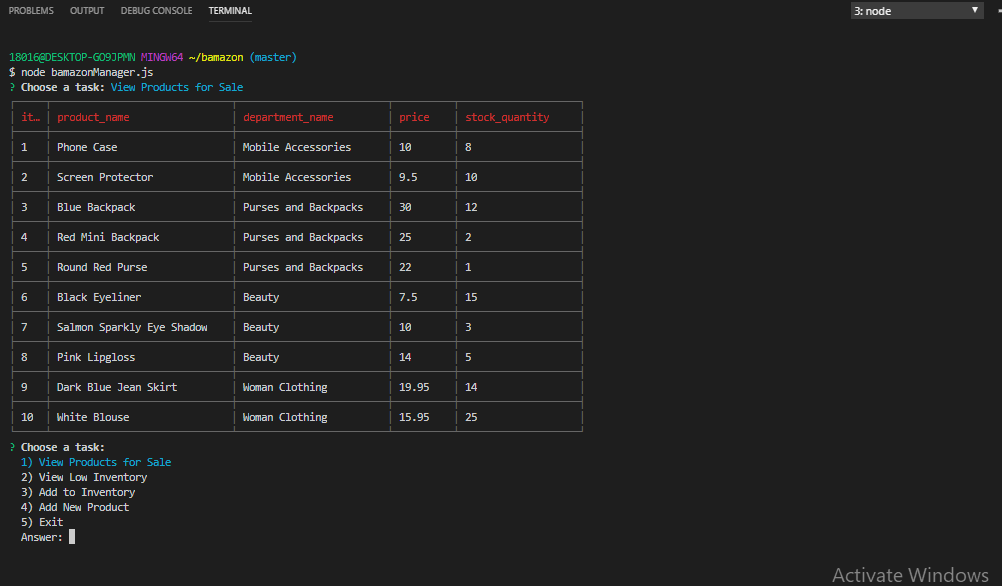 PROBLEMS OUTPUT DEBUG CONSOLE TERMINAL 3: node
18016@DESKTOP-GO9JPMN MINGW64 ~/bamazon (master)
$ node bamazonManager.js
? Choose a task: View Products for Sale
it… product_name department_name price stock_quantity
1 Phone Case Mobile Accessories 10 8
2 Screen Protector Mobile Accessories 9.5 10
3 Blue Backpack Purses and Backpacks 30 12
4 Red Mini Backpack Purses and Backpacks 25 2
5 Round Red Purse Purses and Backpacks 22 1
6 Black Eyeliner Beauty 7.5 15
7 Salmon Sparkly Eye Shadow Beauty 10 3
8 Pink Lipgloss Beauty 14 5
9 Dark Blue Jean Skirt Woman Clothing 19.95 14
10 White Blouse Woman Clothing 15.95 25
? Choose a task:
1) View Products for Sale
2) View Low Inventory
3) Add to Inventory
4) Add New Product
5) Exit
Answer:
Activate Windows